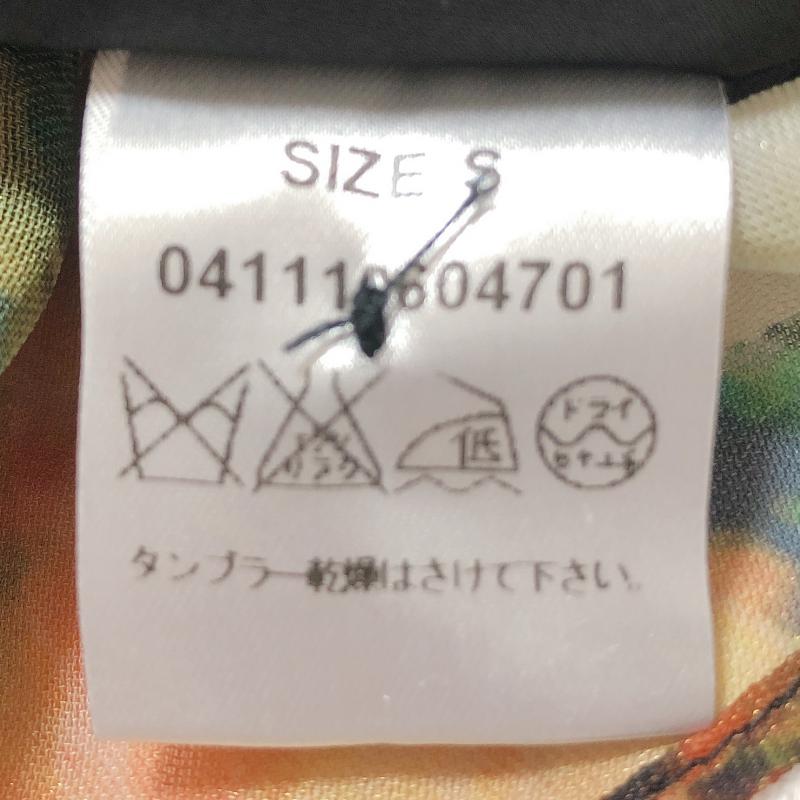 SIZE S
041110604701
低
ドライ
セキユ系
タンブラー乾燥はさけて下さい。